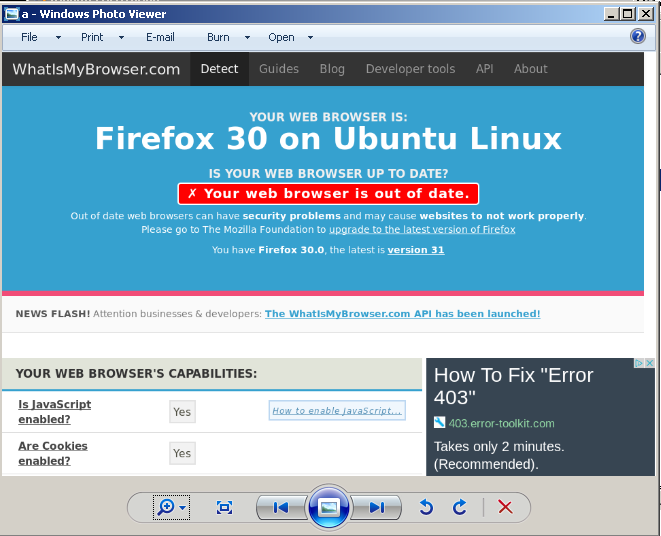 a - Windows Photo Viewer
File Print E-mail Burn Open
WhatIsMyBrowser.com Detect Guides Blog Developer tools API About
YOUR WEB BROWSER IS:
Firefox 30 on Ubuntu Linux
IS YOUR WEB BROWSER UP TO DATE?
✗ Your web browser is out of date.
Out of date web browsers can have security problems and may cause websites to not work properly.
Please go to The Mozilla Foundation to upgrade to the latest version of Firefox
You have Firefox 30.0, the latest is version 31
NEWS FLASH! Attention businesses & developers: The WhatIsMyBrowser.com API has been launched!
YOUR WEB BROWSER'S CAPABILITIES:
Is JavaScript
enabled?
Yes
How to enable JavaScript...
Are Cookies
enabled?
Yes
How To Fix "Error
403"
403.error-toolkit.com
Takes only 2 minutes.
(Recommended).